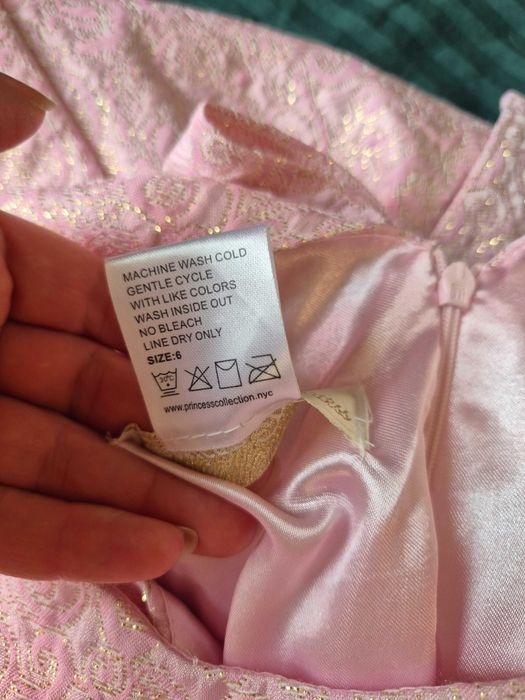 MACHINE WASH COLD
GENTLE CYCLE
WITH LIKE COLORS
WASH INSIDE OUT
NO BLEACH
LINE DRY ONLY
SIZE:6
30°C
www.princesscollection.nyc